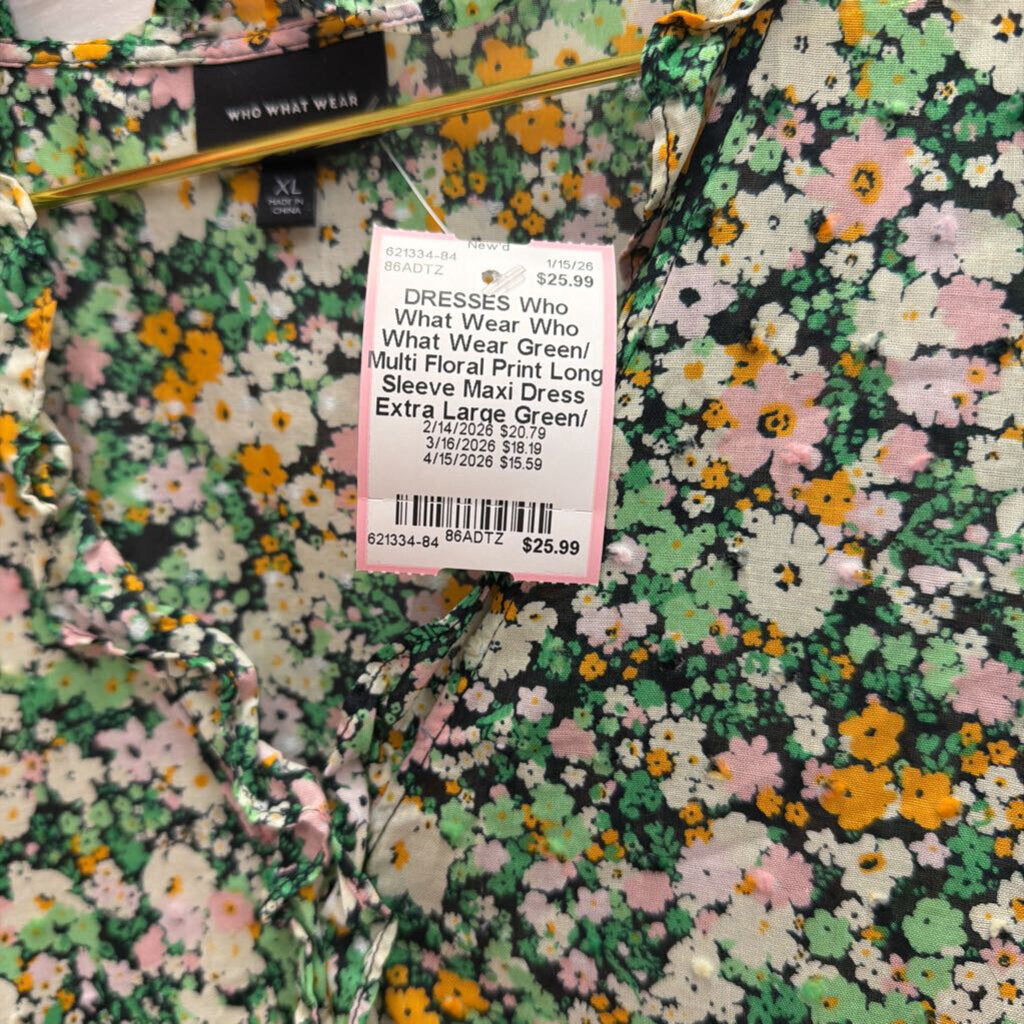 WHO WHAT WEAR
XL
MADE IN
CHINA
New'd
621334-84 1/15/26
86ADTZ $25.99
DRESSES Who
What Wear Who
What Wear Green/
Multi Floral Print Long
Sleeve Maxi Dress
Extra Large Green/
2/14/2026 $20.79
3/16/2026 $18.19
4/15/2026 $15.59
621334-84 86ADTZ $25.99